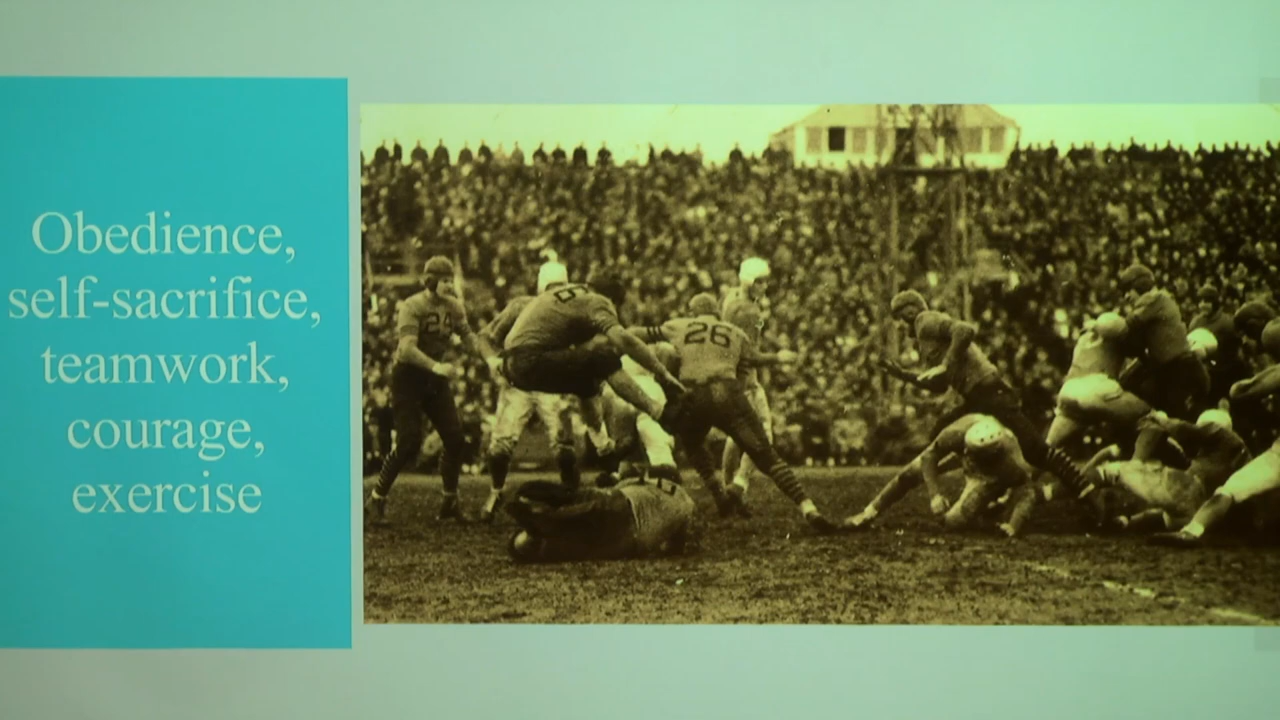 Obedience,
self-sacrifice,
teamwork,
courage,
exercise
24
26